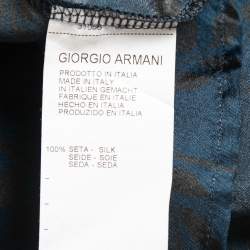 GIORGIO ARMANI
PRODOTTO IN ITALIA
MADE IN ITALY
IN ITALIEN GEMACHT
FABRIQUE EN ITALIE
HECHO EN ITALIA
PRODUZIDO EN ITALIA
100% SETA - SILK
SEIDE - SOIE
SEDA - SEDA